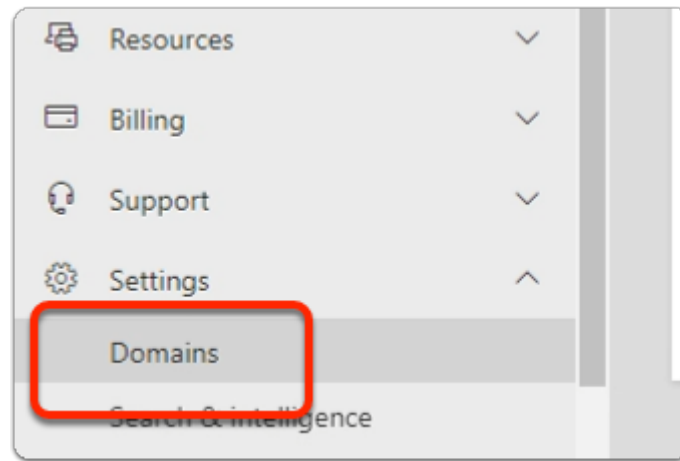 Resources
Billing
Support
Settings
Domains
Search & intelligence